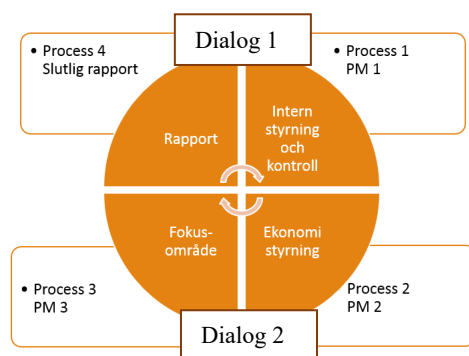 Dialog 1
• Process 4
Slutlig rapport
• Process 1
PM 1
Rapport
Intern
styrning
och
kontroll
Fokus-
område
Ekonomi
styrning
• Process 3
PM 3
Process 2
PM 2
Dialog 2